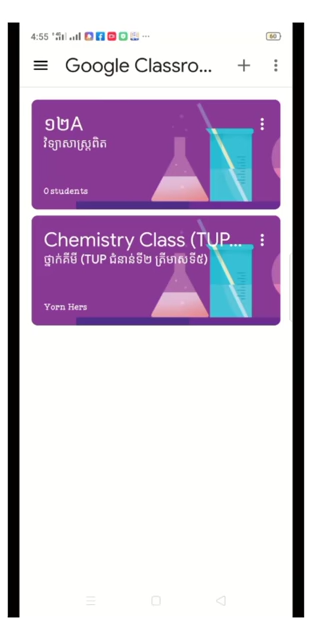 4:55
60
Google Classro...
១២A
វិទ្យាសាស្ត្រពិត
0 students
Chemistry Class (TUP...
ថ្នាក់គីមី (TUP ជំនាន់ទី២ ត្រីមាសទី៥)
Yorn Hers